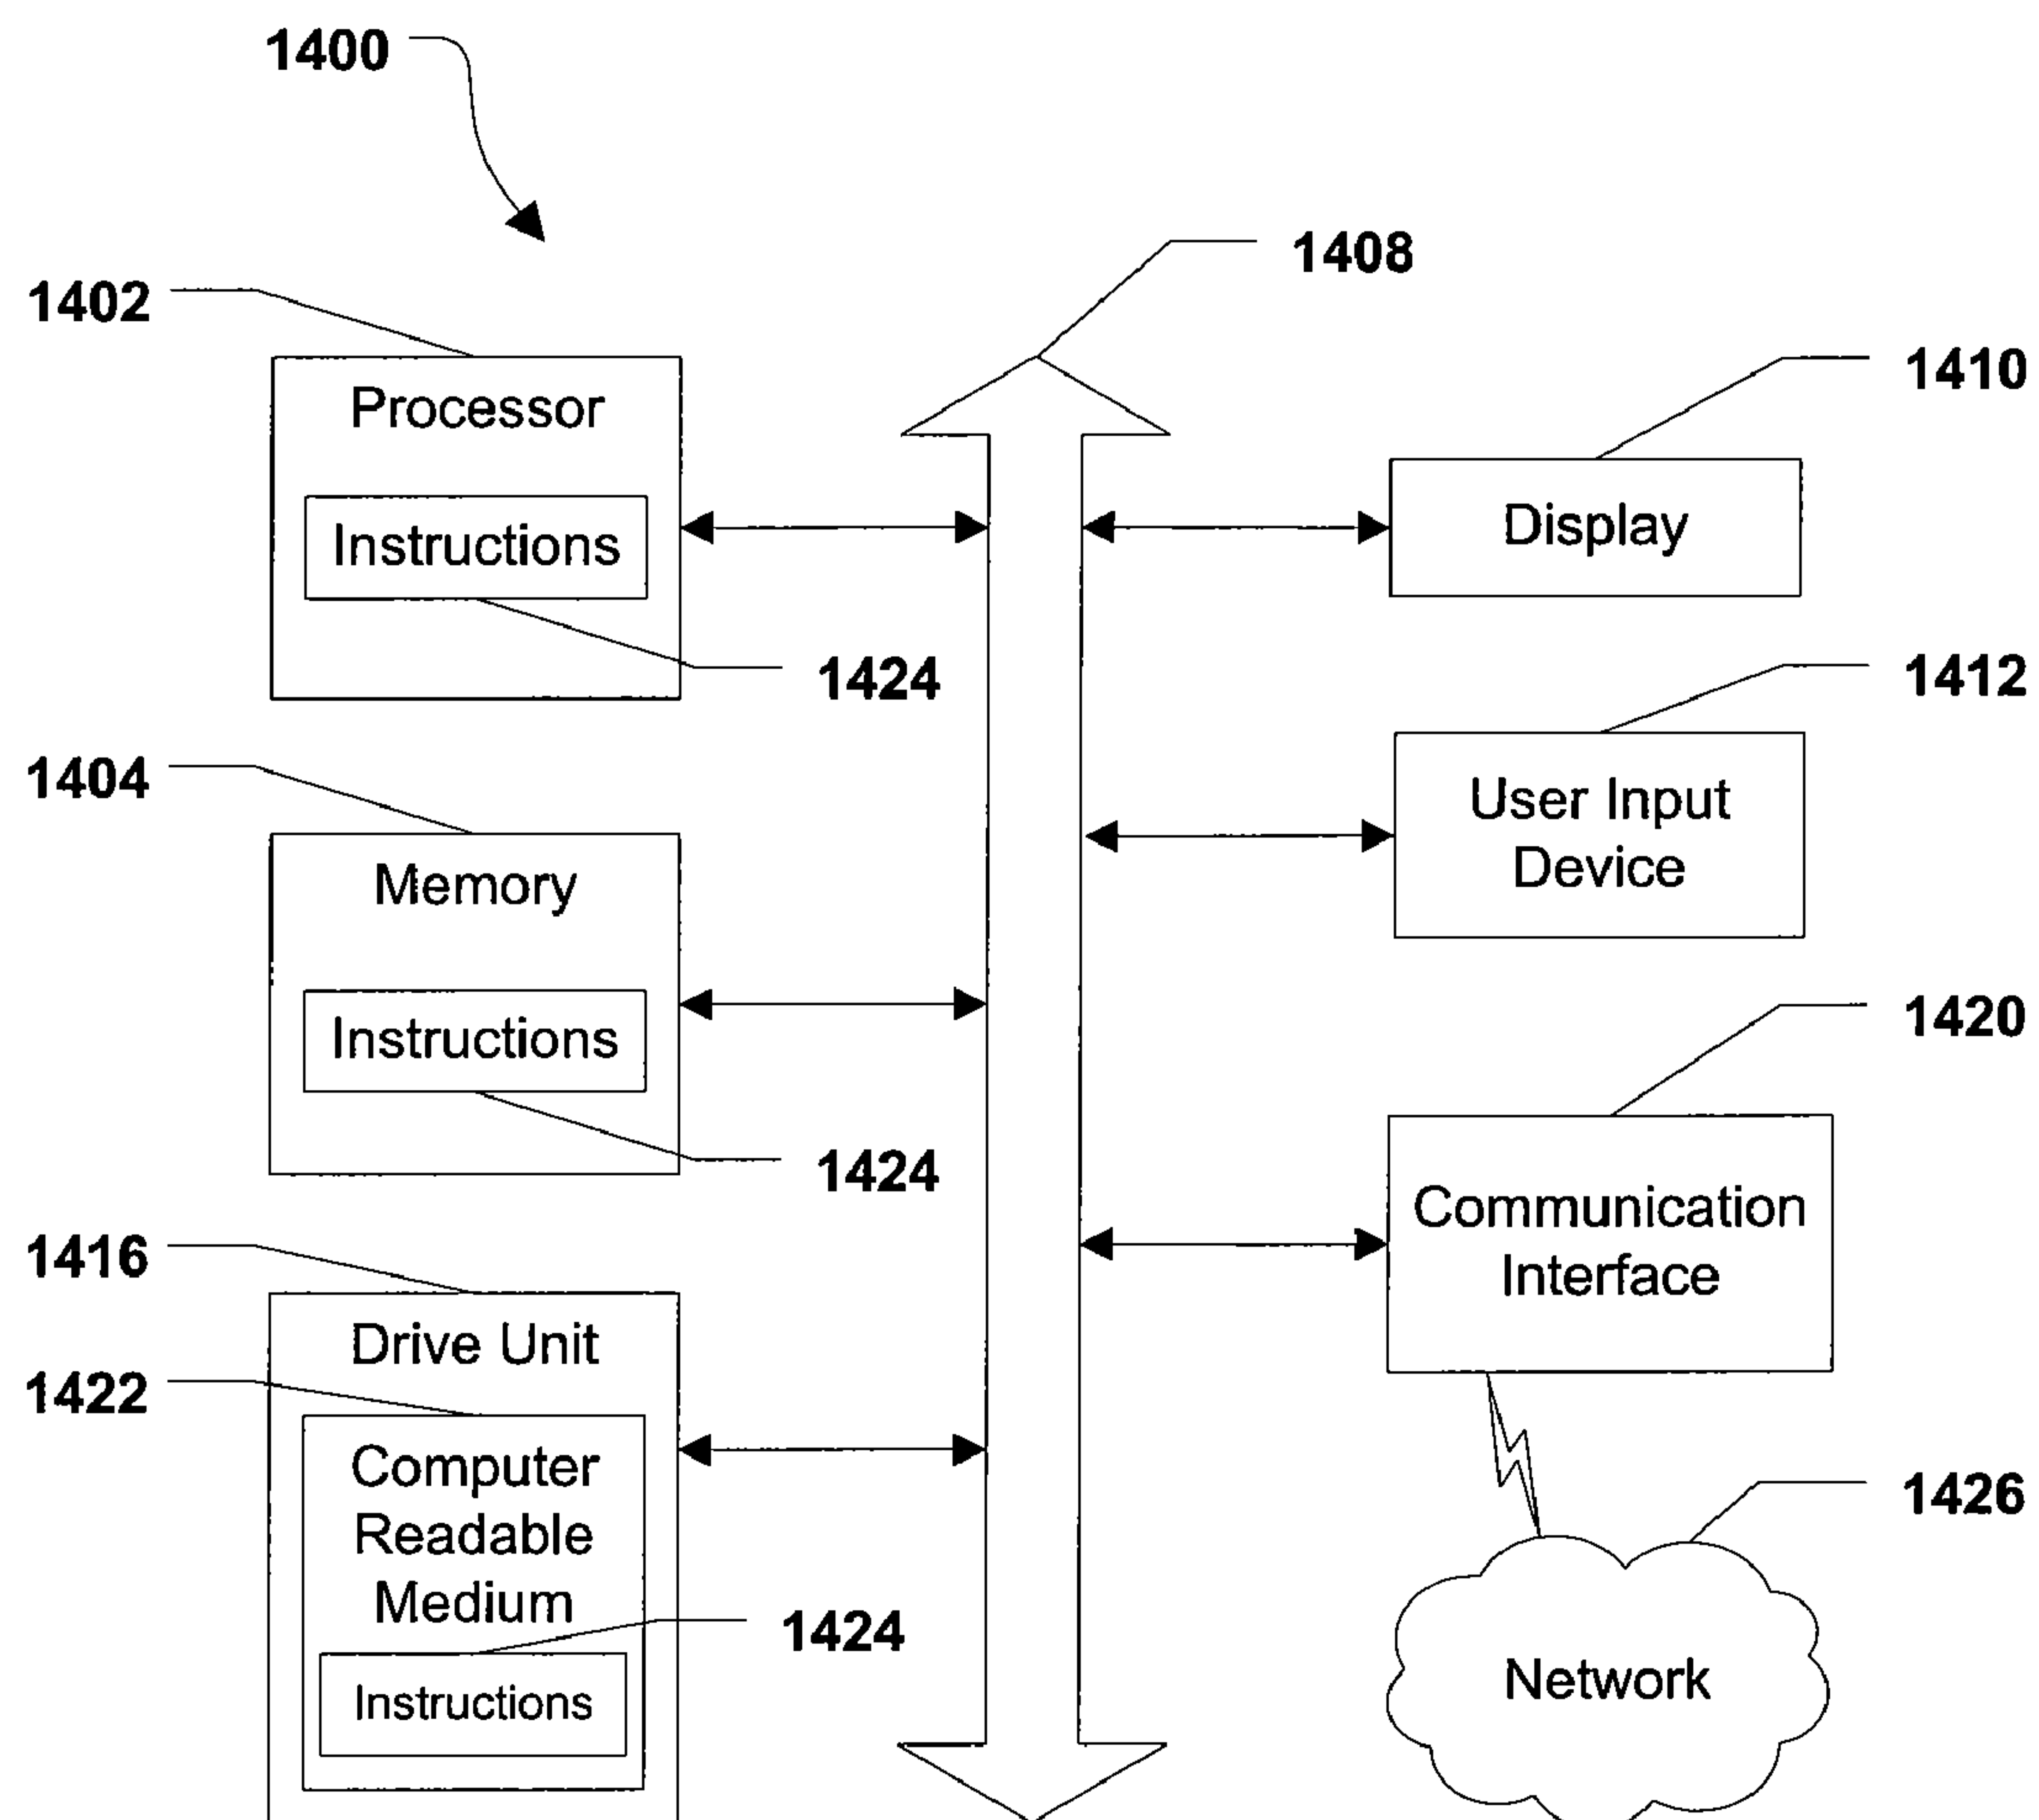 1400
1408
1402
1410
Processor
Instructions
Display
1424
1412
1404
User Input
Device
Memory
Instructions
1420
1424
Communication
Interface
1416
Drive Unit
1422
Computer
Readable
Medium
1424
Instructions
1426
Network